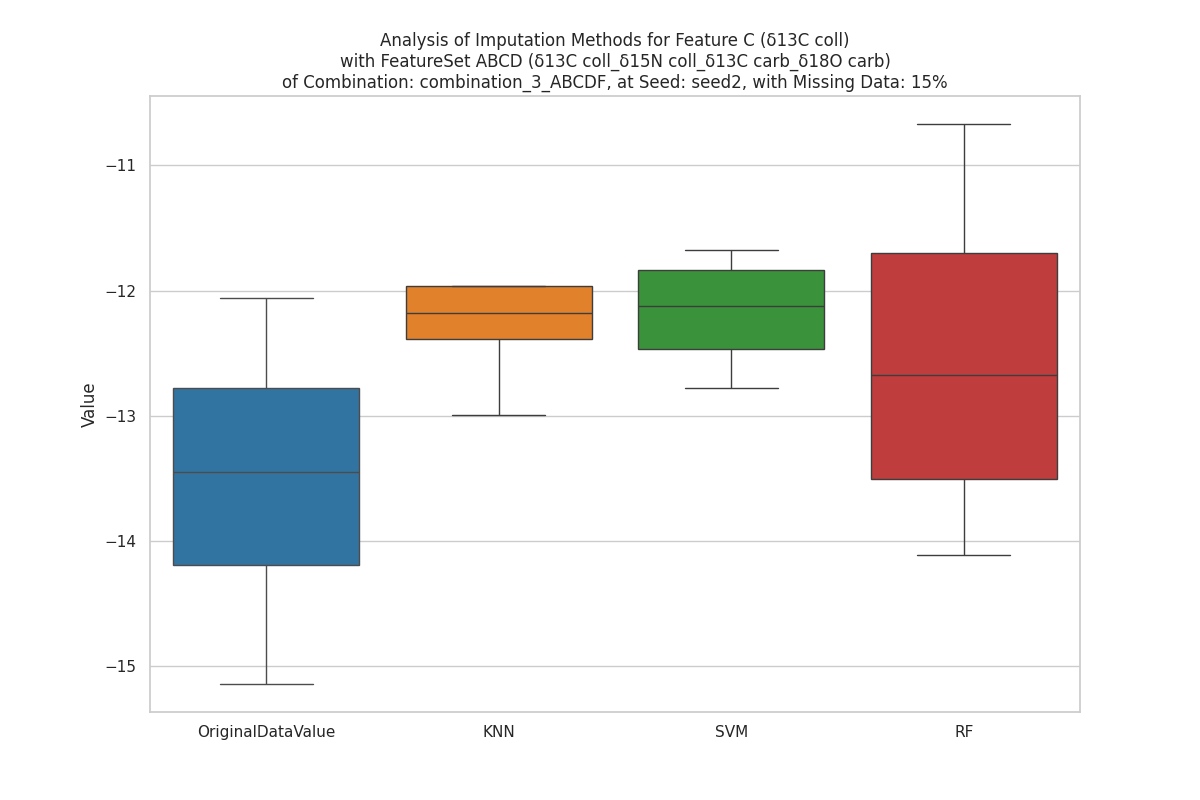 Analysis of Imputation Methods for Feature C (δ13C coll)
with FeatureSet ABCD (δ13C coll_δ15N coll_δ13C carb_δ18O carb)
of Combination: combination_3_ABCDF, at Seed: seed2, with Missing Data: 15%
−11
−12
−13
−14
−15
Value
OriginalDataValue
KNN
SVM
RF